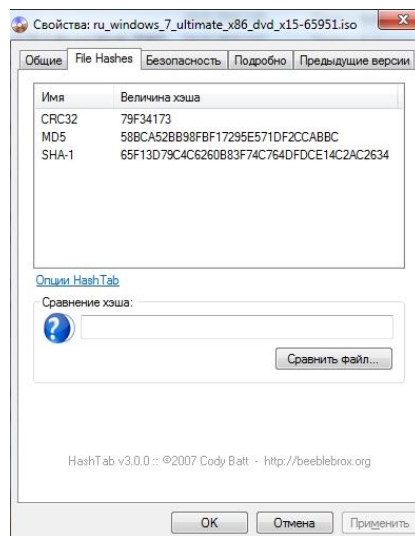 Свойства: ru_windows_7_ultimate_x86_dvd_x15-65951.iso
Общие File Hashes Безопасность Подробно Предыдущие версии
Имя Величина хэша
CRC32 79F34173
MD5 58BCA52BB98FBF17295E571DF2CCABBC
SHA-1 65F13D79C4C6260B83F74C764DFDCE14C2AC2634
Опции HashTab
Сравнение хэша:
Сравнить файл...
HashTab v3.0.0 :: ©2007 Cody Batt - http://beeblebrox.org
OK Отмена Применить